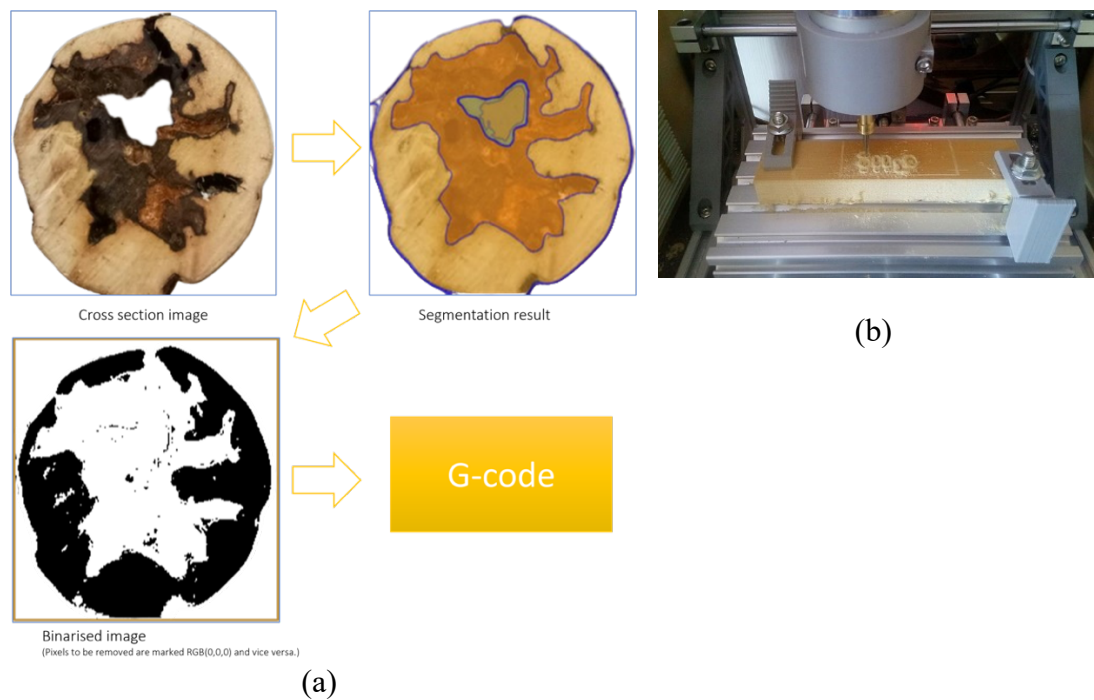 Cross section image
Segmentation result
(b)
Binarised image
(Pixels to be removed are marked RGB(0,0,0) and vice versa.)
G-code
(a)